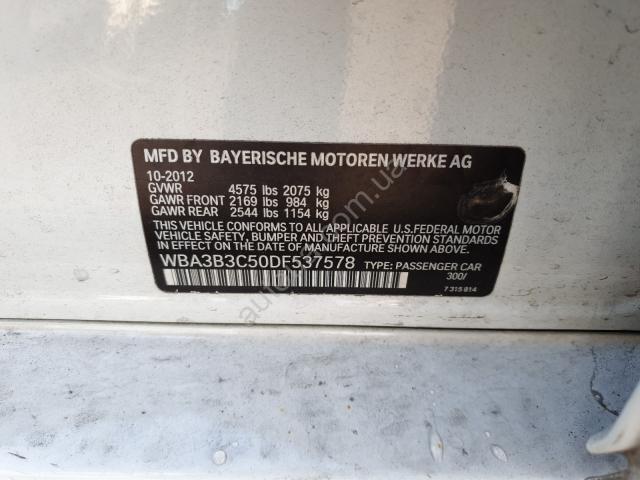 MFD BY BAYERISCHE MOTOREN WERKE AG
10-2012
GVWR 4575 lbs 2075 kg
GAWR FRONT 2169 lbs 984 kg
GAWR REAR 2544 lbs 1154 kg
THIS VEHICLE CONFORMS TO ALL APPLICABLE U.S.FEDERAL MOTOR
VEHICLE SAFETY, BUMPER, AND THEFT PREVENTION STANDARDS
IN EFFECT ON THE DATE OF MANUFACTURE SHOWN ABOVE.
WBA3B3C50DF537578 TYPE: PASSENGER CAR
300/
7 315 814